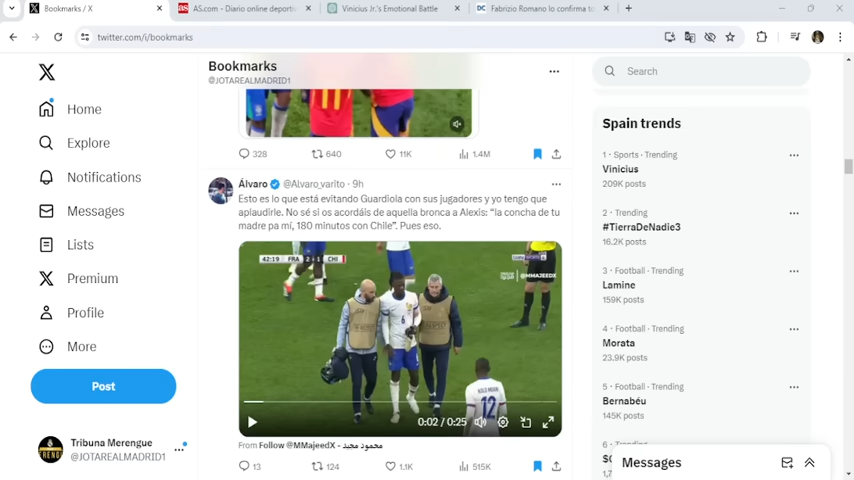 Bookmarks / X
AS.com - Diario online deporti
Vinicius Jr.'s Emotional Battle
Fabrizio Romano lo confirma to
twitter.com/i/bookmarks
Bookmarks
@JOTAREALMADRID1
Search
Home
Explore
Notifications
Messages
Lists
Premium
Profile
More
Post
Tribuna Merengue
@JOTAREALMADRID1
328 640 11K 1.4M
Álvaro @Alvaro_varito · 9h
Esto es lo que está evitando Guardiola con sus jugadores y yo tengo que
aplaudirle. No sé si os acordáis de aquella bronca a Alexis: "la concha de tu
madre pa mí, 180 minutos con Chile". Pues eso.
42:19 FRA 2-1 CHI
@MMAJEEDX
6
12
0:02 / 0:25
From Follow @MMajeedX - محمود مجيد
13 124 1.1K 515K
Spain trends
1 · Sports · Trending
Vinicius
209K posts
2 · Trending
#TierraDeNadie3
16.2K posts
3 · Football · Trending
Lamine
159K posts
4 · Football · Trending
Morata
23.9K posts
5 · Football · Trending
Bernabéu
145K posts
Messages